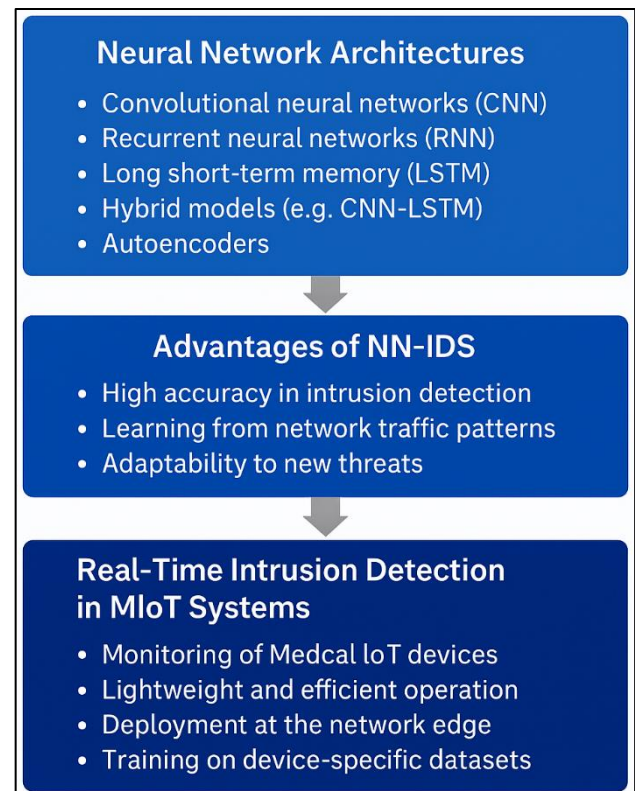 Neural Network Architectures
• Convolutional neural networks (CNN)
• Recurrent neural networks (RNN)
• Long short-term memory (LSTM)
• Hybrid models (e.g. CNN-LSTM)
• Autoencoders
Advantages of NN-IDS
• High accuracy in intrusion detection
• Learning from network traffic patterns
• Adaptability to new threats
Real-Time Intrusion Detection
in MIoT Systems
• Monitoring of Medcal IoT devices
• Lightweight and efficient operation
• Deployment at the network edge
• Training on device-specific datasets